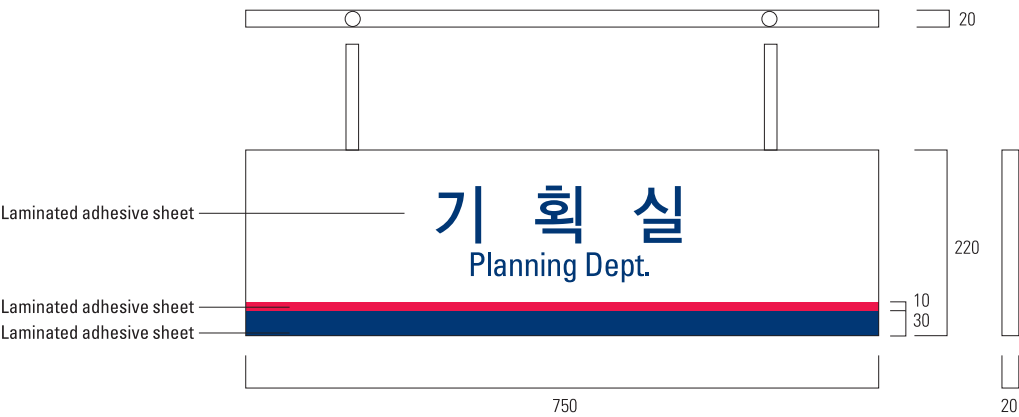 20
Laminated adhesive sheet
기 획 실
Planning Dept.
220
Laminated adhesive sheet
10
Laminated adhesive sheet
30
750
20